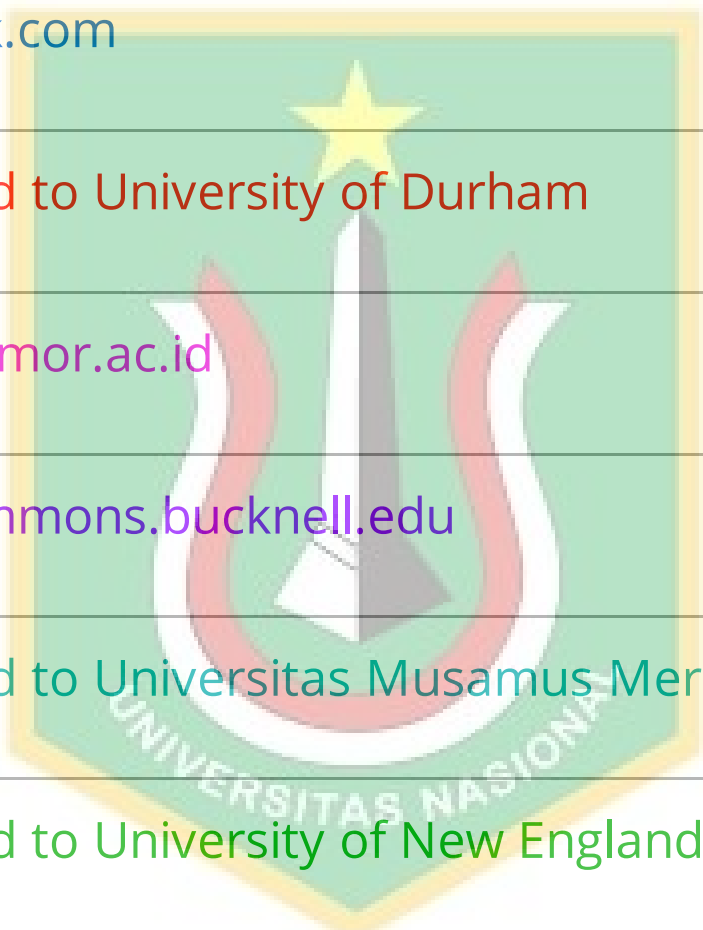 .com
d to University of Durham
mor.ac.id
mmons.bucknell.edu
d to Universitas Musamus Mer
UNIVERSITAS NASIONAL
d to University of New England